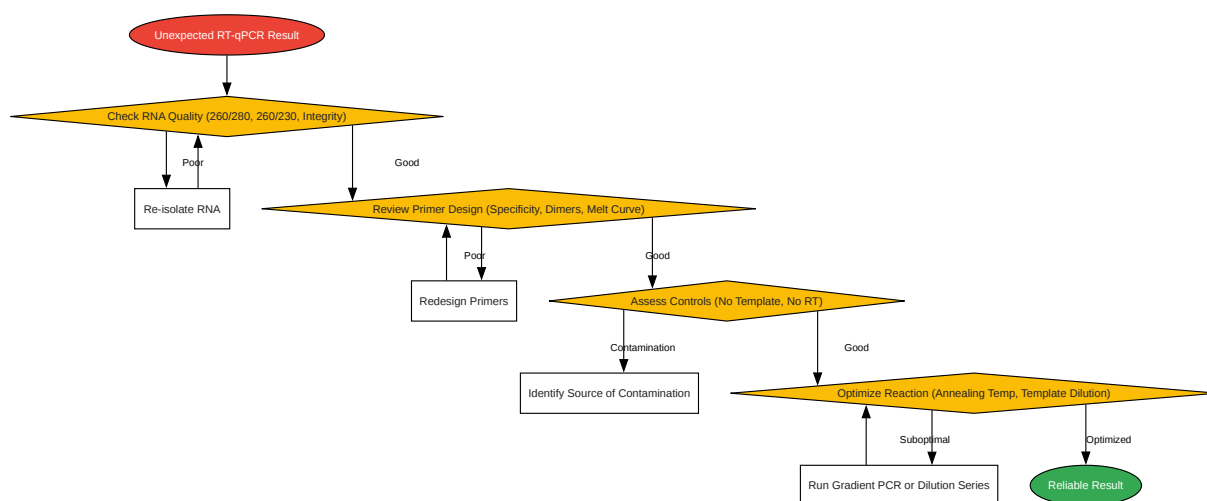 Unexpected RT-qPCR Result
Check RNA Quality (260/280, 260/230, Integrity)
Poor
Good
Re-isolate RNA
Review Primer Design (Specificity, Dimers, Melt Curve)
Poor
Good
Redesign Primers
Assess Controls (No Template, No RT)
Contamination
Good
Identify Source of Contamination
Optimize Reaction (Annealing Temp, Template Dilution)
Suboptimal
Optimized
Run Gradient PCR or Dilution Series
Reliable Result